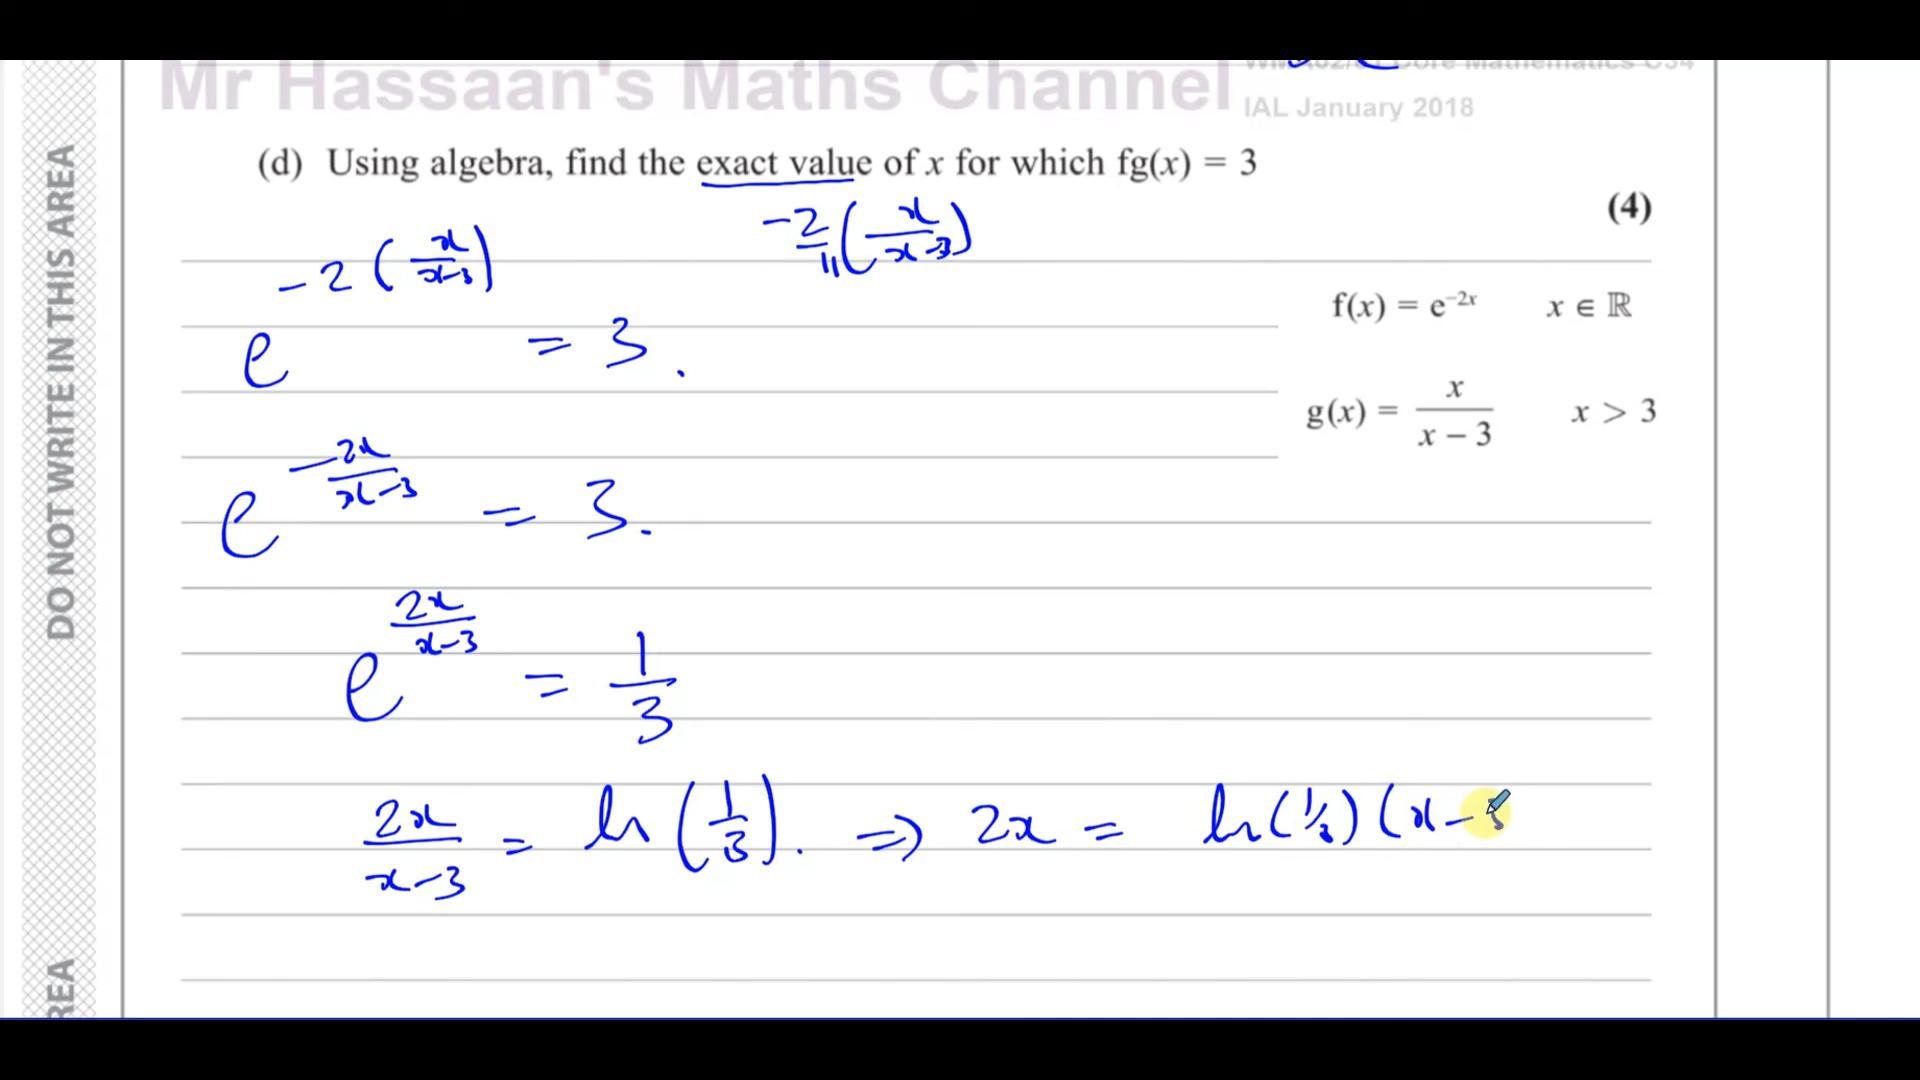 Mr Hassaan's Maths Channel
IAL January 2018
(d) Using algebra, find the exact value of x for which fg(x) = 3
(4)
-2/11 (x/(x-3))
e^(-2(x/(x-3))) = 3.
f(x) = e^(-2x) x ∈ ℝ
g(x) = x/(x - 3) x > 3
e^(-2x/(x-3)) = 3.
e^(2x/(x-3)) = 1/3
2x/(x-3) = ln(1/3). => 2x = ln(1/3)(x-
DO NOT WRITE IN THIS AREA
REA